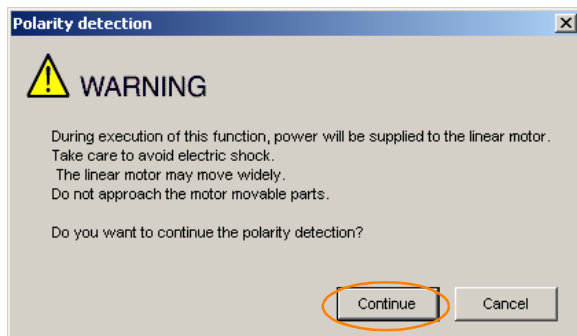 Polarity detection
WARNING
During execution of this function, power will be supplied to the linear motor.
Take care to avoid electric shock.
The linear motor may move widely.
Do not approach the motor movable parts.
Do you want to continue the polarity detection?
Continue
Cancel